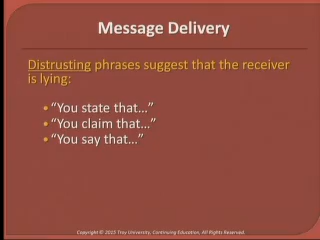 Message Delivery
Distrusting phrases suggest that the receiver
is lying:
• “You state that…”
• “You claim that…”
• “You say that…”
Copyright © 2015 Troy University, Continuing Education, All Rights Reserved.